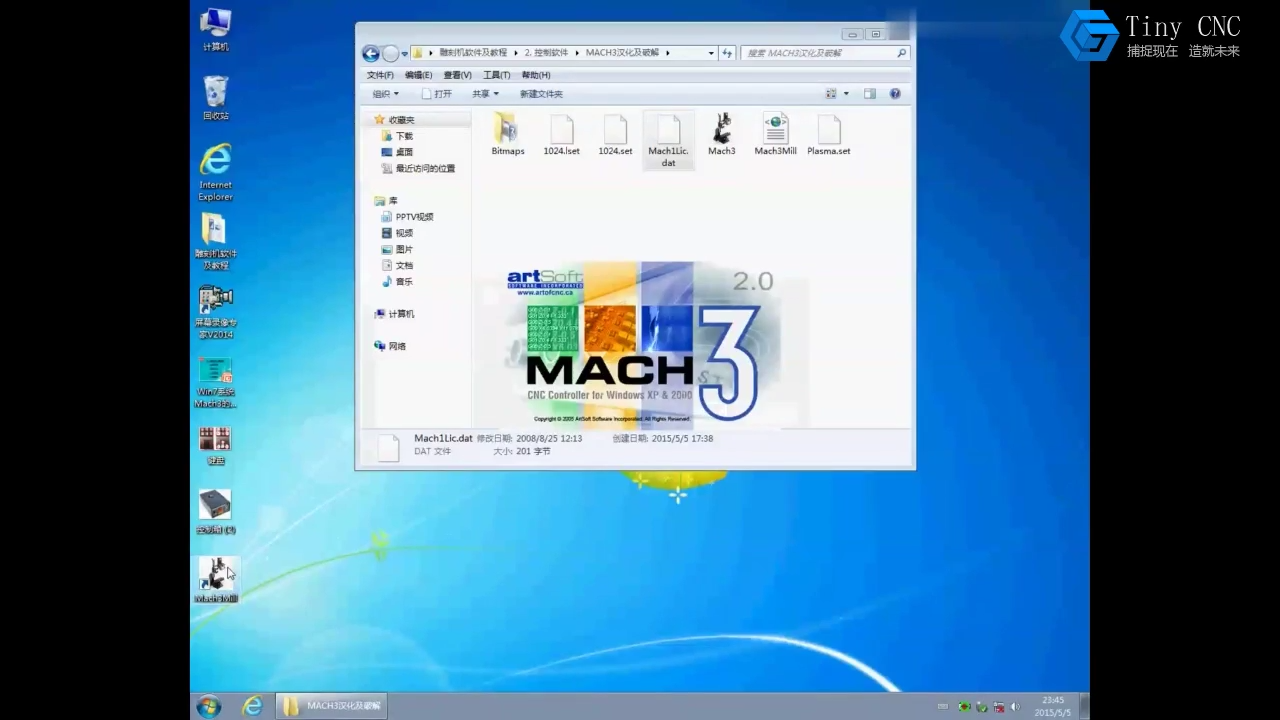 Tiny CNC
捕捉现在 造就未来
计算机
回收站
Internet
Explorer
雕刻机软件
及教程
屏幕录像专
家V2014
Win7系统
Mach3的...
键盘
控制箱 (2)
Mach3Mill
雕刻机软件及教程 2. 控制软件 MACH3汉化及破解
搜索 MACH3汉化及破解
文件(F) 编辑(E) 查看(V) 工具(T) 帮助(H)
组织 打开 共享 新建文件夹
收藏夹
下载
桌面
最近访问的位置
库
PPTV视频
视频
图片
文档
音乐
计算机
网络
Bitmaps
1024.lset
1024.set
Mach1Lic.
dat
Mach3
Mach3Mill
Plasma.set
artSoft
SOFTWARE INCORPORATED
www.artofcnc.ca
2.0
MACH 3
CNC Controller for Windows XP & 2000
Copyright © 2005 ArtSoft Software Incorporated. All Rights Reserved.
Mach1Lic.dat 修改日期: 2008/8/25 12:13 创建日期: 2015/5/5 17:38
DAT 文件 大小: 201 字节
MACH3汉化及破解
23:45
2015/5/5